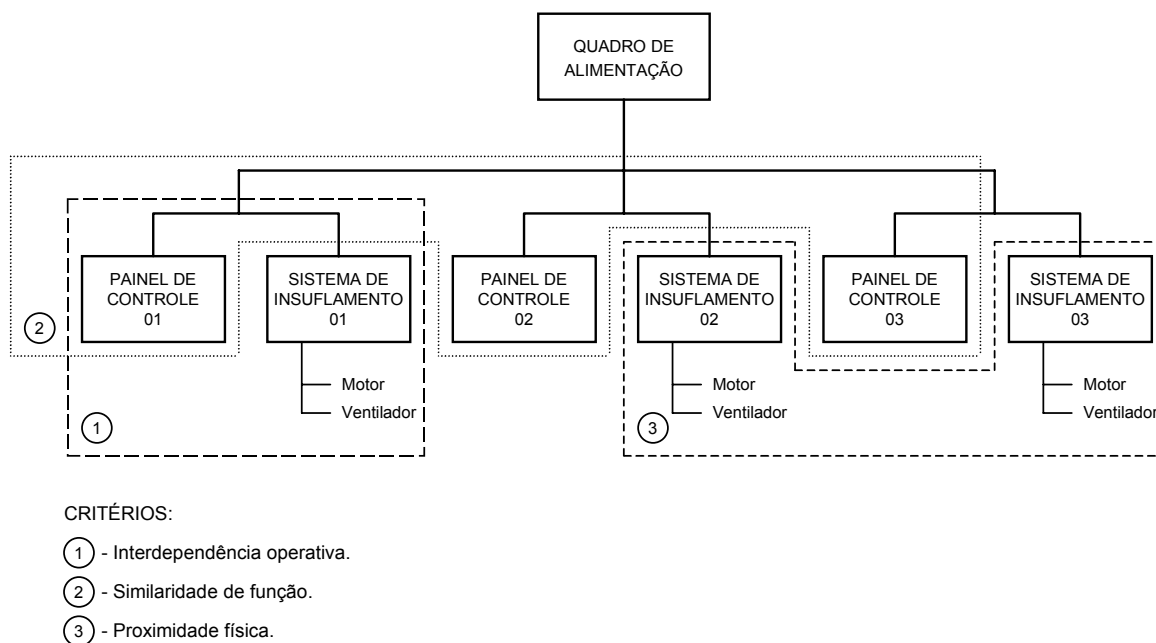 QUADRO DE
ALIMENTAÇÃO
PAINEL DE
CONTROLE
01
SISTEMA DE
INSUFLAMENTO
01
PAINEL DE
CONTROLE
02
SISTEMA DE
INSUFLAMENTO
02
PAINEL DE
CONTROLE
03
SISTEMA DE
INSUFLAMENTO
03
2
Motor
Ventilador
Motor
Ventilador
Motor
Ventilador
1
3
CRITÉRIOS:
1 - Interdependência operativa.
2 - Similaridade de função.
3 - Proximidade física.